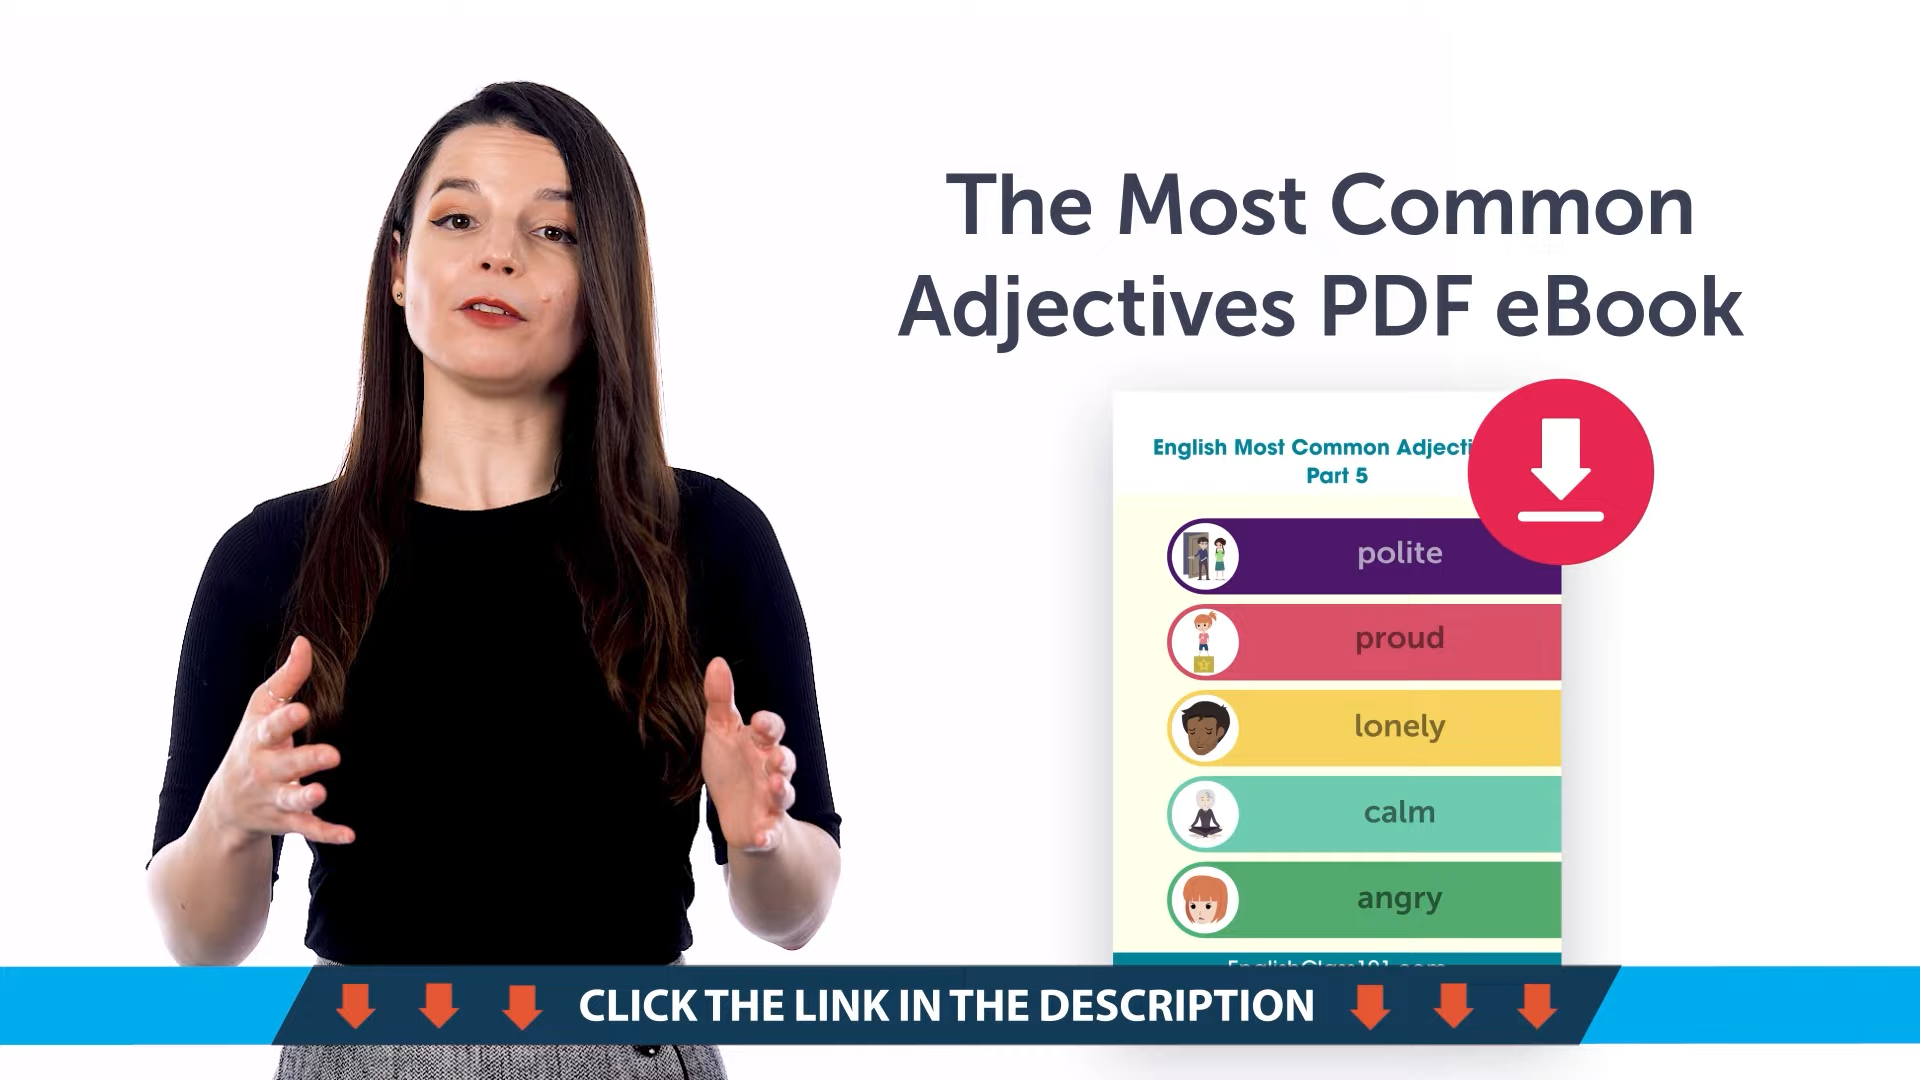 The Most Common
Adjectives PDF eBook
English Most Common
Part 5
polite
proud
lonely
calm
angry
CLICK THE LINK IN THE DESCRIPTION